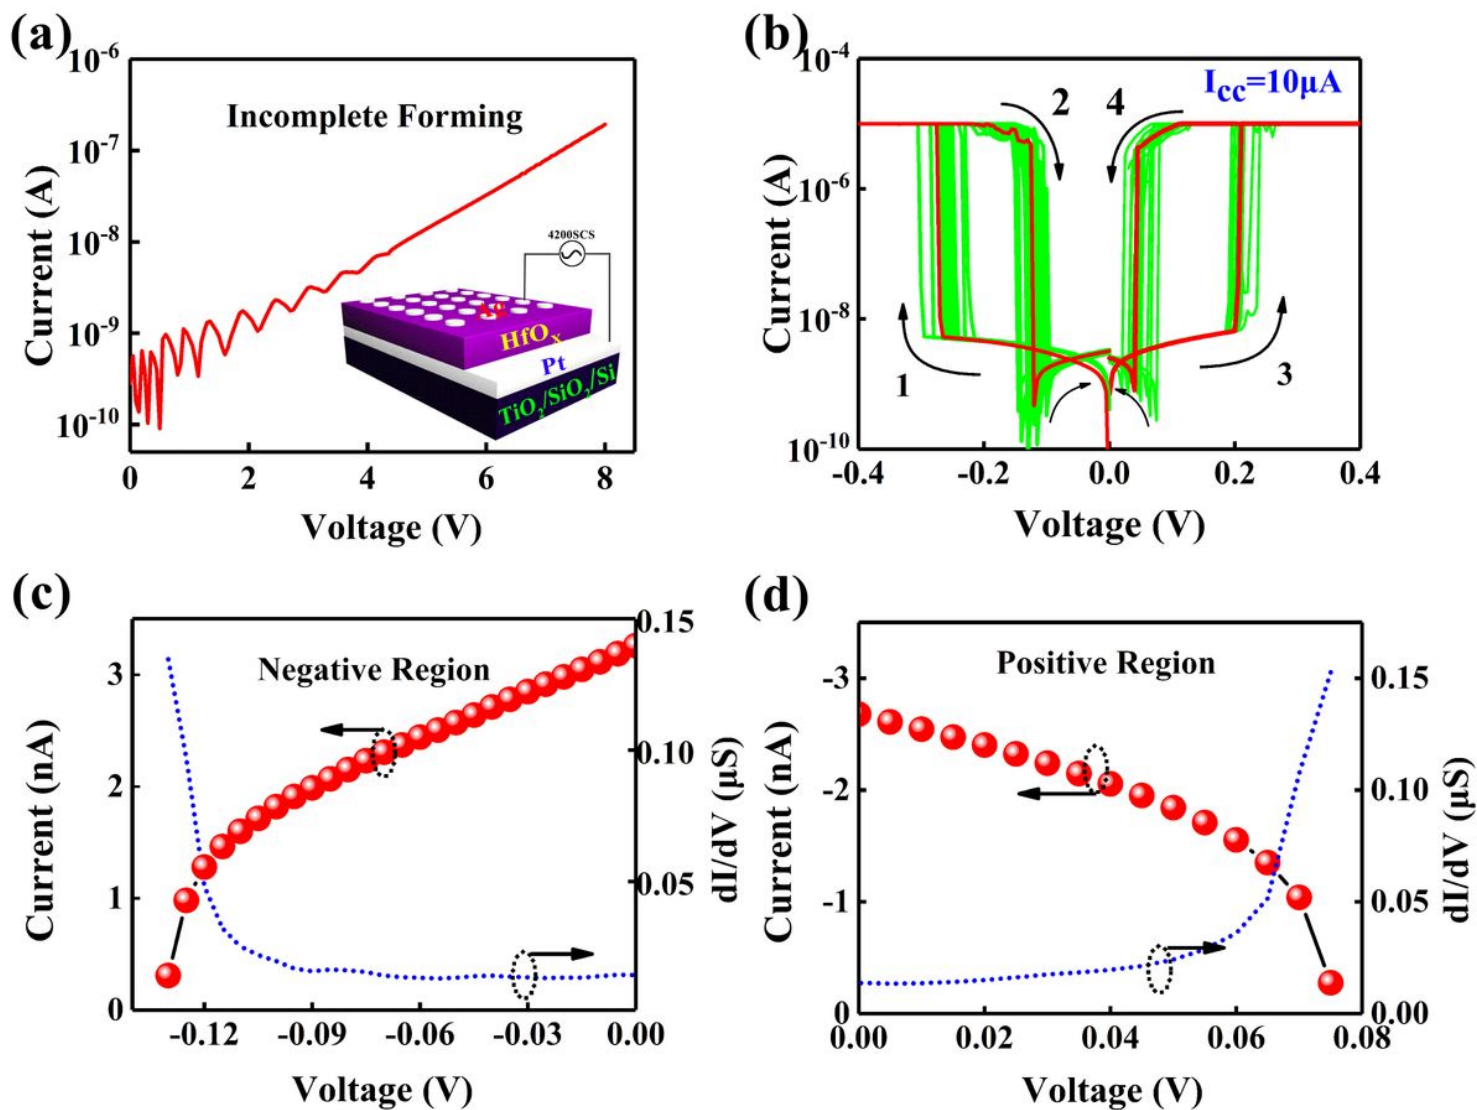 (a)
10^-6
10^-7
10^-8
10^-9
10^-10
Current (A)
Incomplete Forming
4200SCS
Ag
HfO_x
Pt
TiO_2/SiO_2/Si
0 2 4 6 8
Voltage (V)
(b)
10^-4
10^-6
10^-8
10^-10
Current (A)
I_cc=10μA
2 4
1 3
-0.4 -0.2 0.0 0.2 0.4
Voltage (V)
(c)
3
2
1
0
Current (nA)
Negative Region
0.15
0.10
0.05
dI/dV (μS)
-0.12 -0.09 -0.06 -0.03 0.00
Voltage (V)
(d)
-3
-2
-1
0
Current (nA)
Positive Region
0.15
0.10
0.05
0.00
dI/dV (μS)
0.00 0.02 0.04 0.06 0.08
Voltage (V)